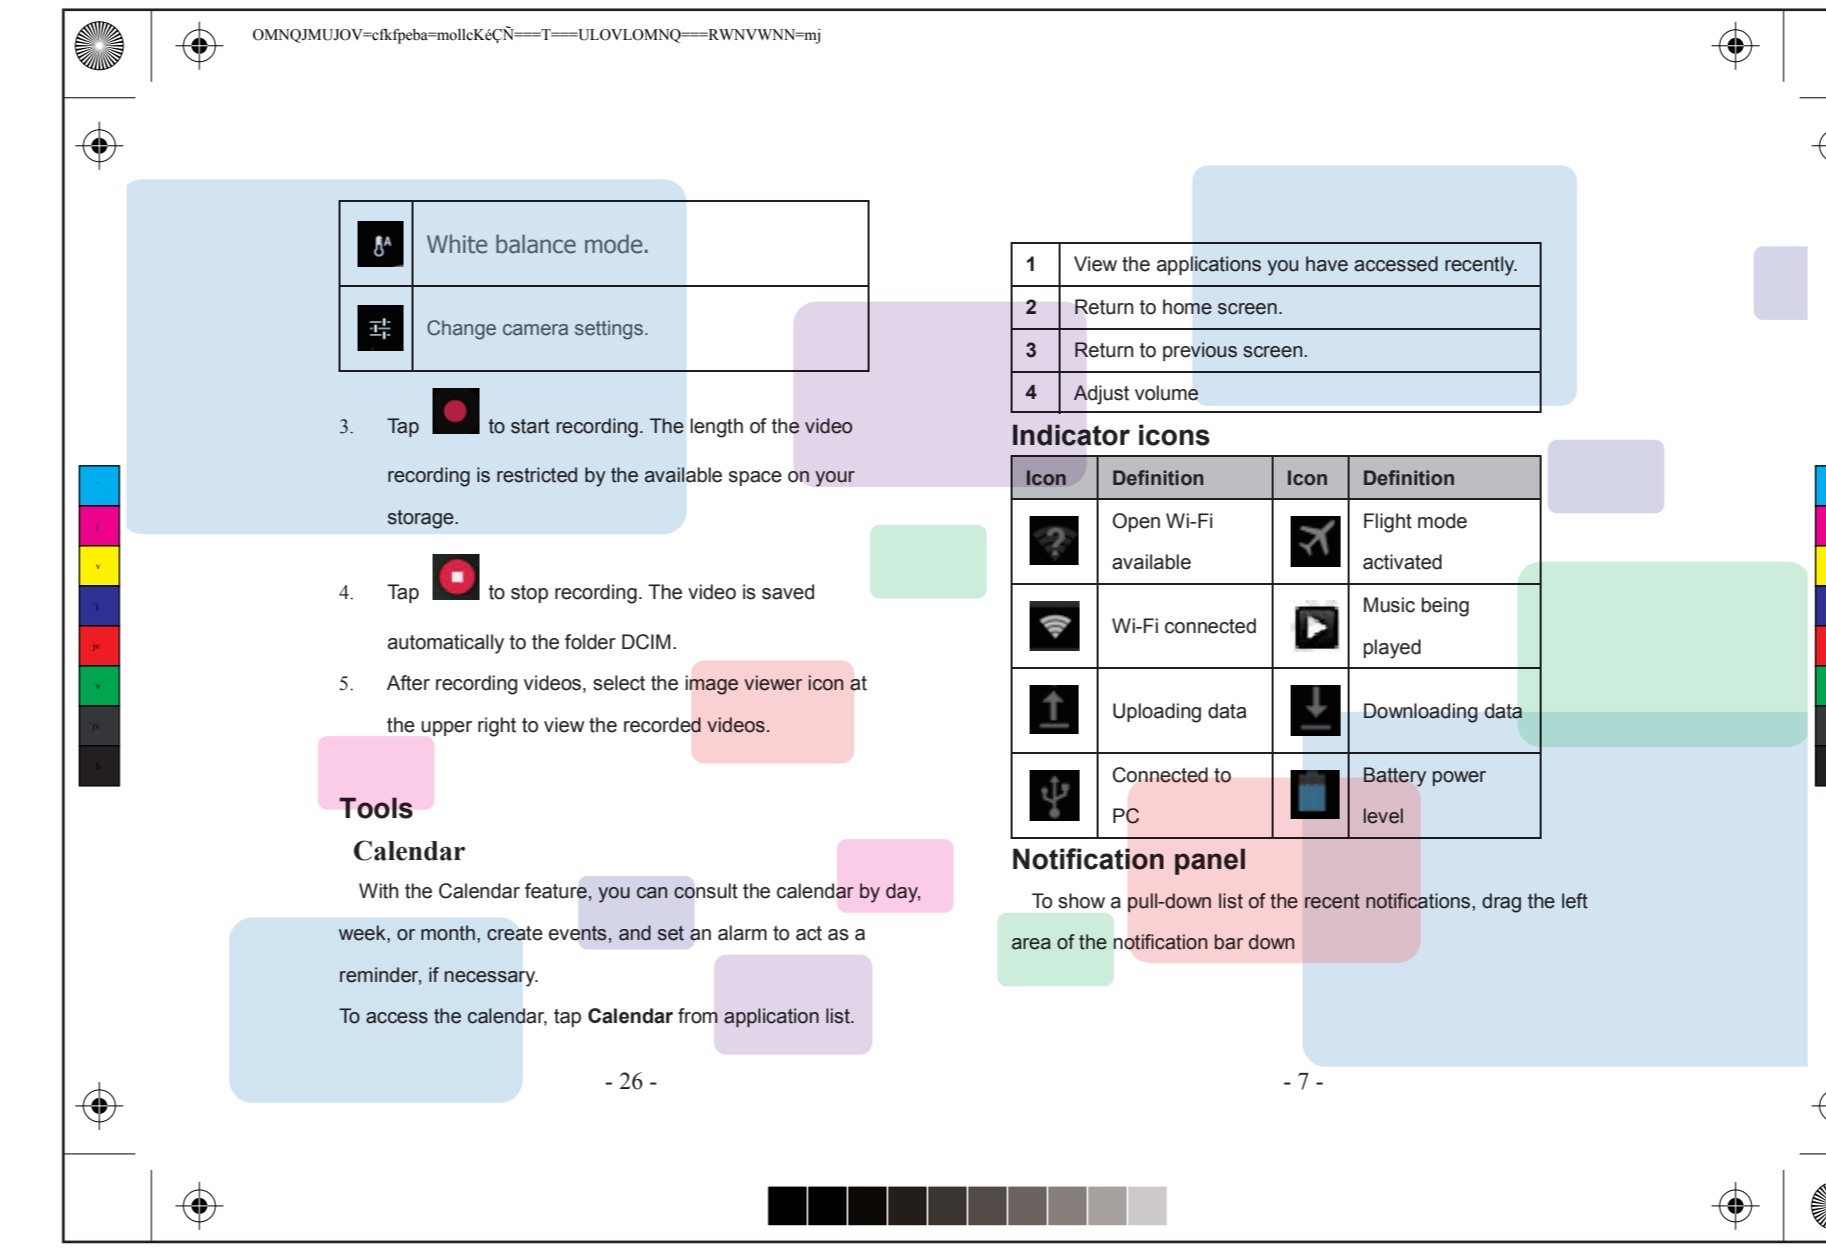 OMNQJMUJOV=cfkfpeba=mollcKéÇÑ===T===ULOVLOMNQ===RWNVWNN=mj
White balance mode.
Change camera settings.
3. Tap to start recording. The length of the video
recording is restricted by the available space on your
storage.
4. Tap to stop recording. The video is saved
automatically to the folder DCIM.
5. After recording videos, select the image viewer icon at
the upper right to view the recorded videos.
Tools
Calendar
With the Calendar feature, you can consult the calendar by day,
week, or month, create events, and set an alarm to act as a
reminder, if necessary.
To access the calendar, tap Calendar from application list.
- 26 -
1 View the applications you have accessed recently.
2 Return to home screen.
3 Return to previous screen.
4 Adjust volume
Indicator icons
Icon Definition Icon Definition
Open Wi-Fi
available
Flight mode
activated
Wi-Fi connected
Music being
played
Uploading data
Downloading data
Connected to
PC
Battery power
level
Notification panel
To show a pull-down list of the recent notifications, drag the left
area of the notification bar down
- 7 -